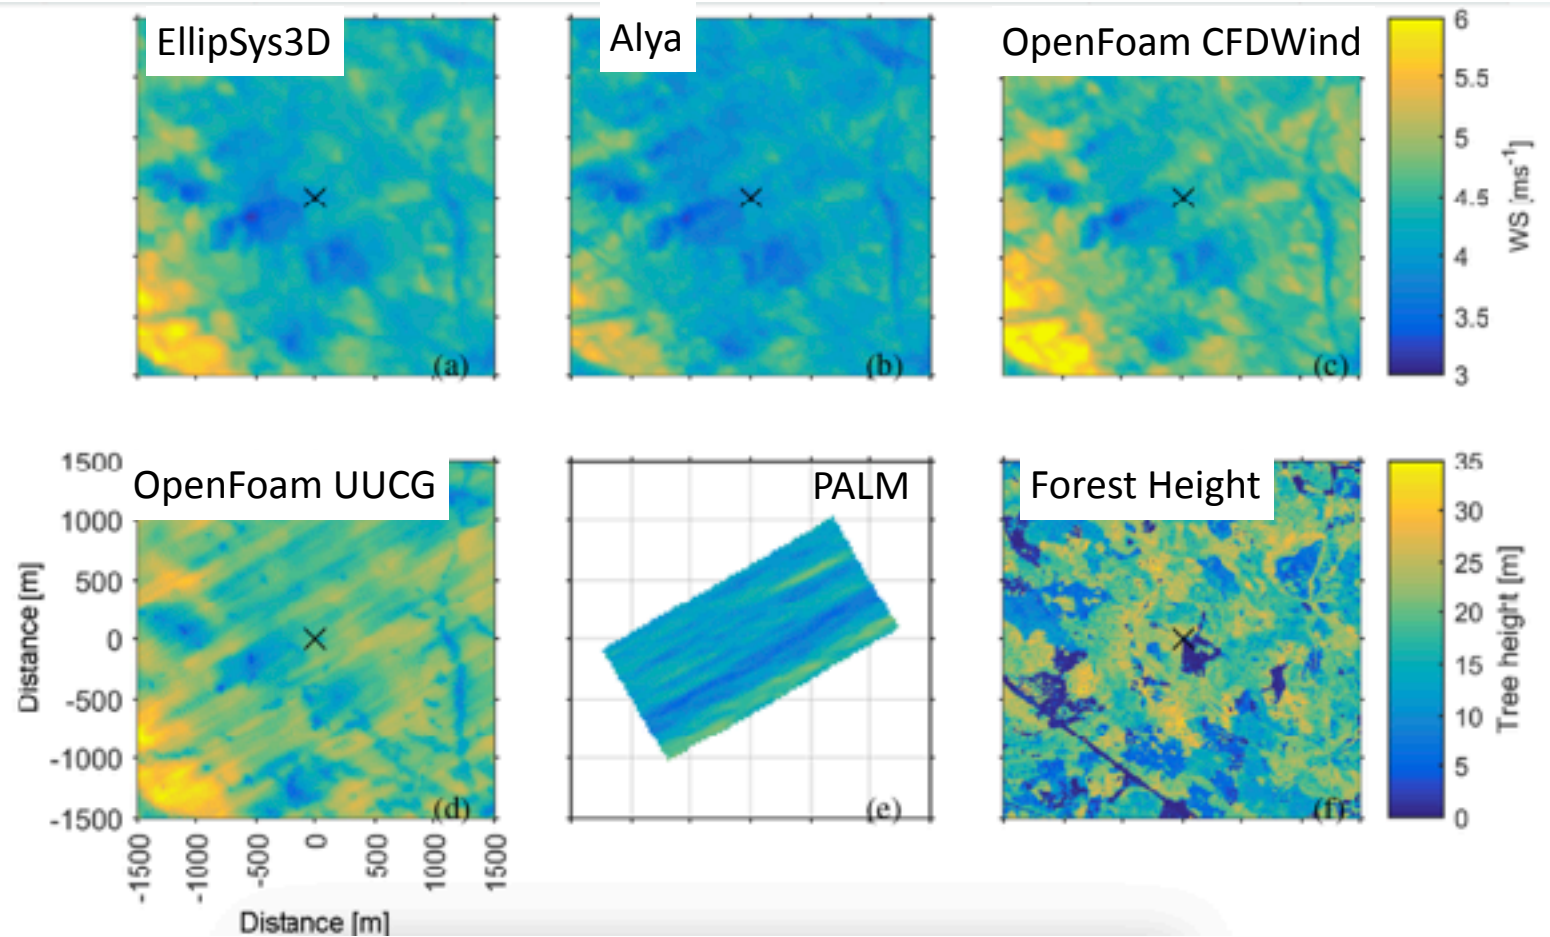 EllipSys3D
Alya
OpenFoam CFDWind
(a)
(b)
(c)
6
5.5
5
4.5
4
3.5
3
WS [ms⁻¹]
OpenFoam UUCG
PALM
Forest Height
1500
1000
500
0
-500
-1000
-1500
Distance [m]
(d)
(e)
(f)
35
30
25
20
15
10
5
0
Tree height [m]
-1500
-1000
-500
0
500
1000
1500
Distance [m]